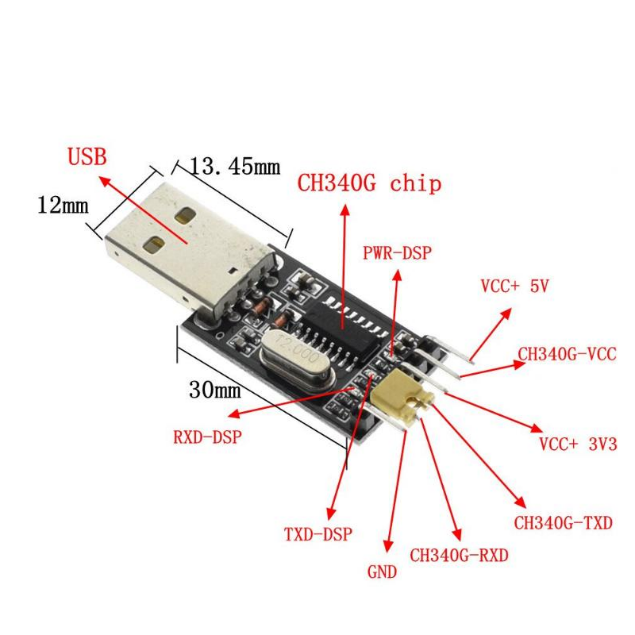 USB
13.45mm
12mm
CH340G chip
PWR-DSP
VCC+ 5V
CH340G-VCC
12.000
30mm
RXD-DSP
VCC+ 3V3
CH340G-TXD
TXD-DSP
CH340G-RXD
GND